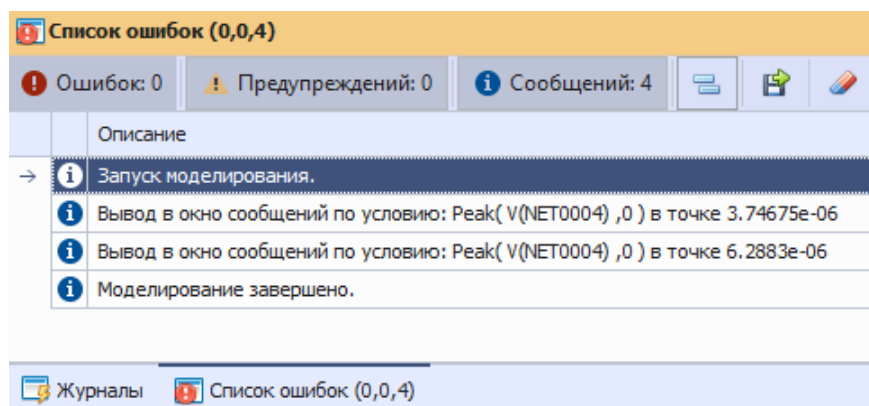 Список ошибок (0,0,4)
Ошибок: 0 Предупреждений: 0 Сообщений: 4
Описание
Запуск моделирования.
Вывод в окно сообщений по условию: Peak( V(NET0004) ,0 ) в точке 3.74675e-06
Вывод в окно сообщений по условию: Peak( V(NET0004) ,0 ) в точке 6.2883e-06
Моделирование завершено.
Журналы Список ошибок (0,0,4)